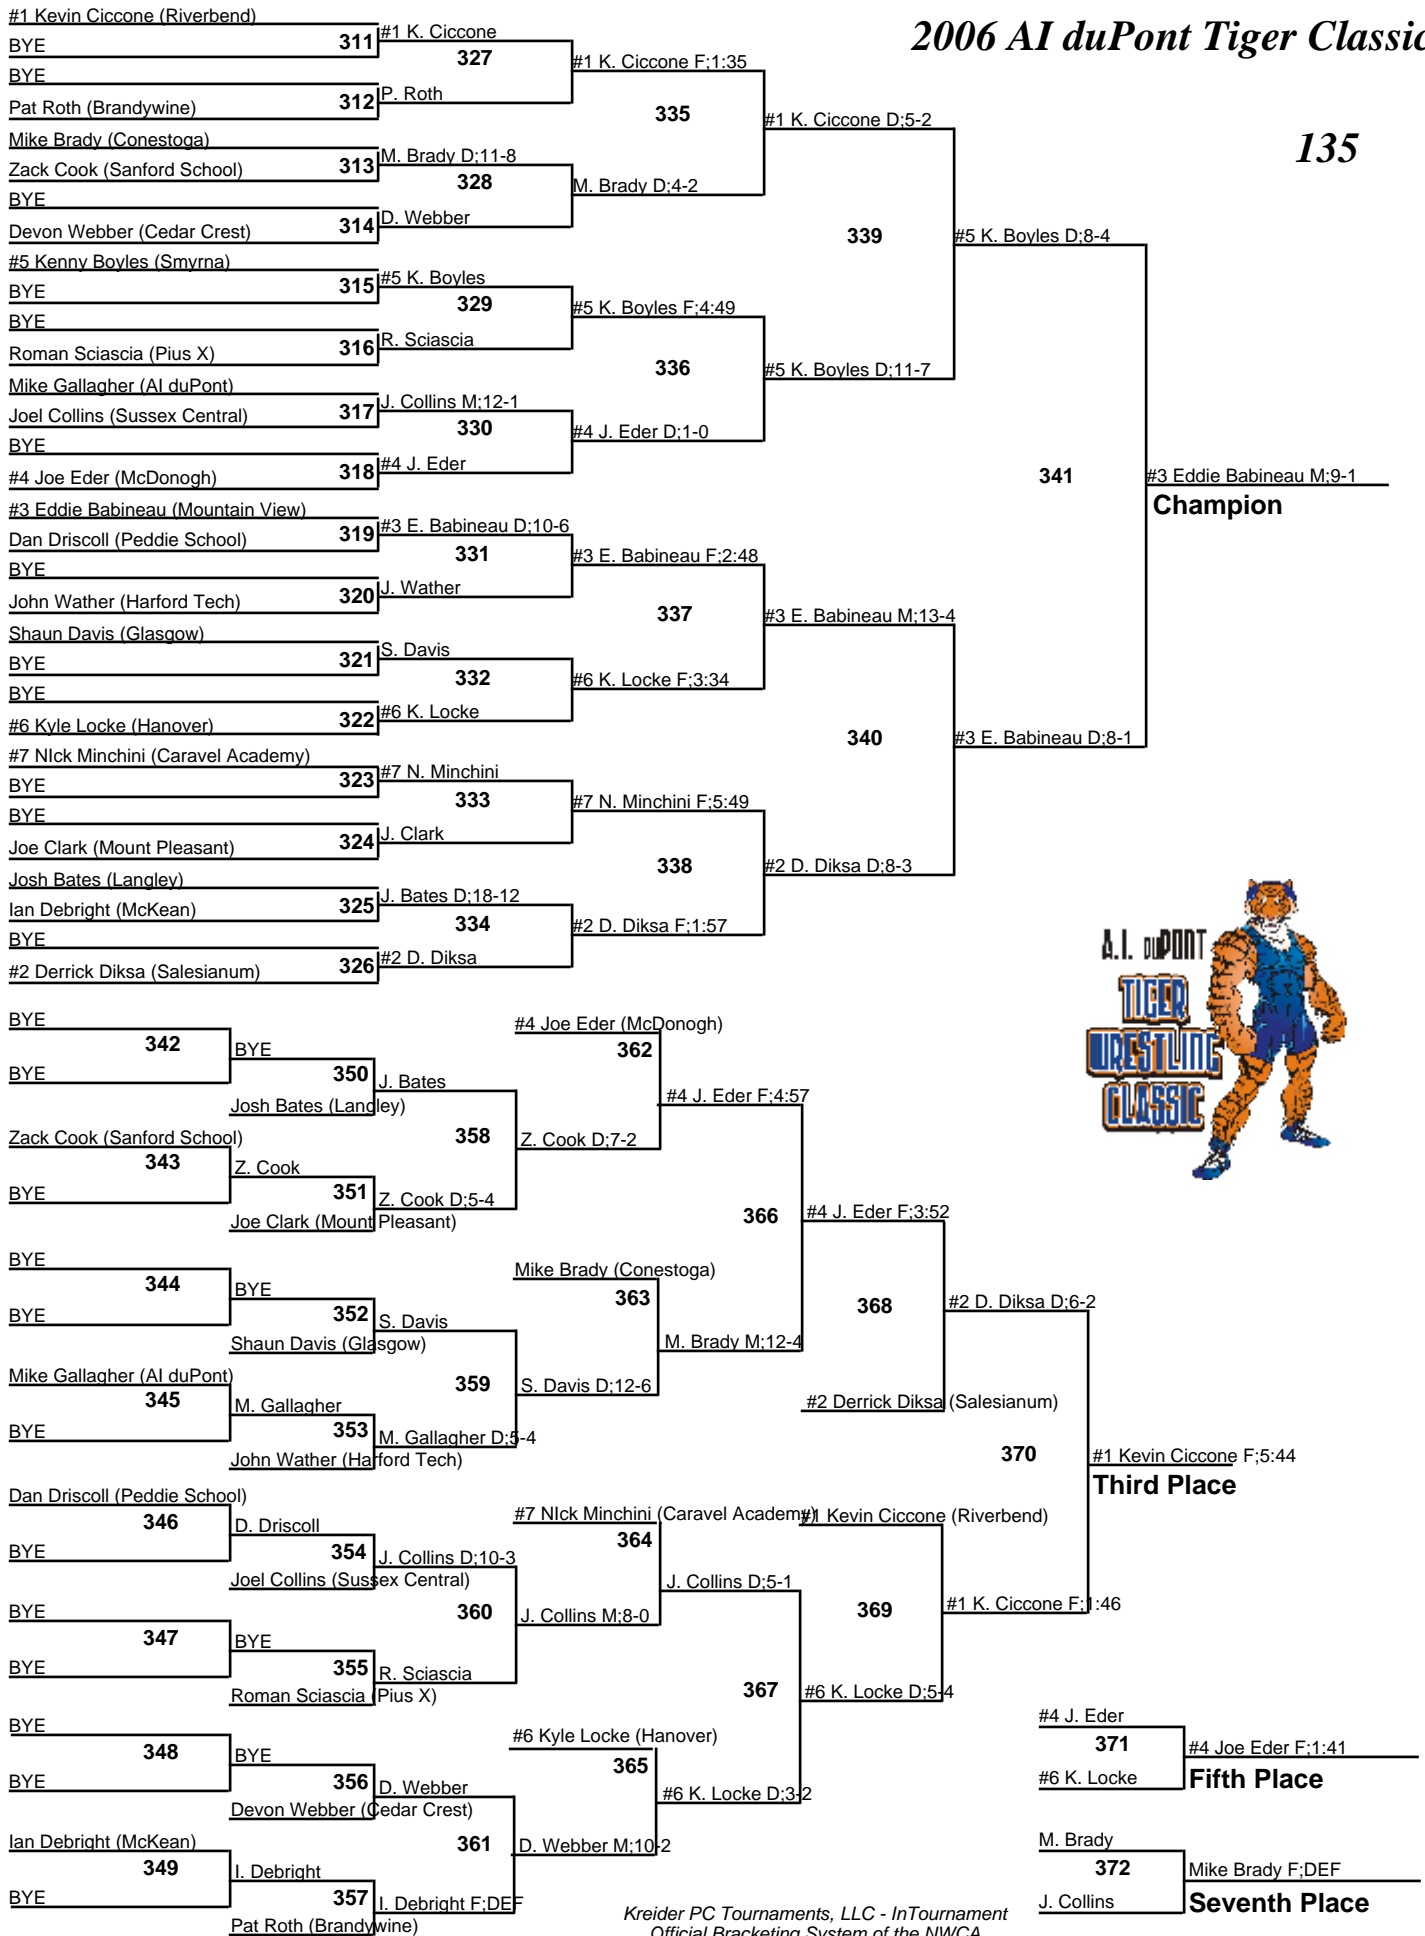 2006 AI duPont Tiger Classic
135
#1 Kevin Ciccone (Riverbend)
BYE
311
#1 K. Ciccone
327
BYE
Pat Roth (Brandywine)
312
P. Roth
#1 K. Ciccone F;1:35
335
Mike Brady (Conestoga)
Zack Cook (Sanford School)
313
M. Brady D;11-8
328
BYE
Devon Webber (Cedar Crest)
314
D. Webber
M. Brady D;4-2
#1 K. Ciccone D;5-2
339
#5 Kenny Boyles (Smyrna)
BYE
315
#5 K. Boyles
329
BYE
Roman Sciascia (Pius X)
316
R. Sciascia
#5 K. Boyles F;4:49
336
Mike Gallagher (AI duPont)
Joel Collins (Sussex Central)
317
J. Collins M;12-1
330
BYE
#4 Joe Eder (McDonogh)
318
#4 J. Eder
#4 J. Eder D;1-0
#5 K. Boyles D;11-7
#5 K. Boyles D;8-4
341
#3 Eddie Babineau M;9-1
Champion
#3 Eddie Babineau (Mountain View)
Dan Driscoll (Peddie School)
319
#3 E. Babineau D;10-6
331
BYE
John Wather (Harford Tech)
320
J. Wather
#3 E. Babineau F;2:48
337
Shaun Davis (Glasgow)
BYE
321
S. Davis
332
BYE
#6 Kyle Locke (Hanover)
322
#6 K. Locke
#6 K. Locke F;3:34
#3 E. Babineau M;13-4
340
#3 E. Babineau D;8-1
#7 NIck Minchini (Caravel Academy)
BYE
323
#7 N. Minchini
333
BYE
Joe Clark (Mount Pleasant)
324
J. Clark
#7 N. Minchini F;5:49
338
Josh Bates (Langley)
Ian Debright (McKean)
325
J. Bates D;18-12
334
BYE
#2 Derrick Diksa (Salesianum)
326
#2 D. Diksa
#2 D. Diksa F;1:57
#2 D. Diksa D;8-3
A.I. DUPONT
TIGER
WRESTLING
CLASSIC
BYE
342
BYE
BYE
350
Josh Bates (Langley)
J. Bates
358
Zack Cook (Sanford School)
343
BYE
Z. Cook
351
Joe Clark (Mount Pleasant)
Z. Cook D;5-4
#4 Joe Eder (McDonogh)
362
Z. Cook D;7-2
#4 J. Eder F;4:57
366
BYE
344
BYE
BYE
352
Shaun Davis (Glasgow)
S. Davis
359
Mike Gallagher (AI duPont)
345
BYE
M. Gallagher
353
John Wather (Harford Tech)
M. Gallagher D;5-4
Mike Brady (Conestoga)
363
S. Davis D;12-6
M. Brady M;12-4
#4 J. Eder F;3:52
368
#2 Derrick Diksa (Salesianum)
#2 D. Diksa D;6-2
370
#1 Kevin Ciccone F;5:44
Third Place
Dan Driscoll (Peddie School)
346
BYE
D. Driscoll
354
Joel Collins (Sussex Central)
J. Collins D;10-3
360
BYE
347
BYE
BYE
355
Roman Sciascia (Pius X)
R. Sciascia
#7 NIck Minchini (Caravel Academy)
364
J. Collins M;8-0
J. Collins D;5-1
367
#1 Kevin Ciccone (Riverbend)
369
#1 K. Ciccone F;1:46
BYE
348
BYE
BYE
356
Devon Webber (Cedar Crest)
D. Webber
361
Ian Debright (McKean)
349
BYE
I. Debright
357
Pat Roth (Brandywine)
I. Debright F;DEF
#6 Kyle Locke (Hanover)
365
D. Webber M;10-2
#6 K. Locke D;3-2
#6 K. Locke D;5-4
#4 J. Eder
371
#6 K. Locke
#4 Joe Eder F;1:41
Fifth Place
M. Brady
372
J. Collins
Mike Brady F;DEF
Seventh Place
Kreider PC Tournaments, LLC - InTournament
Official Bracketing System of the NWCA